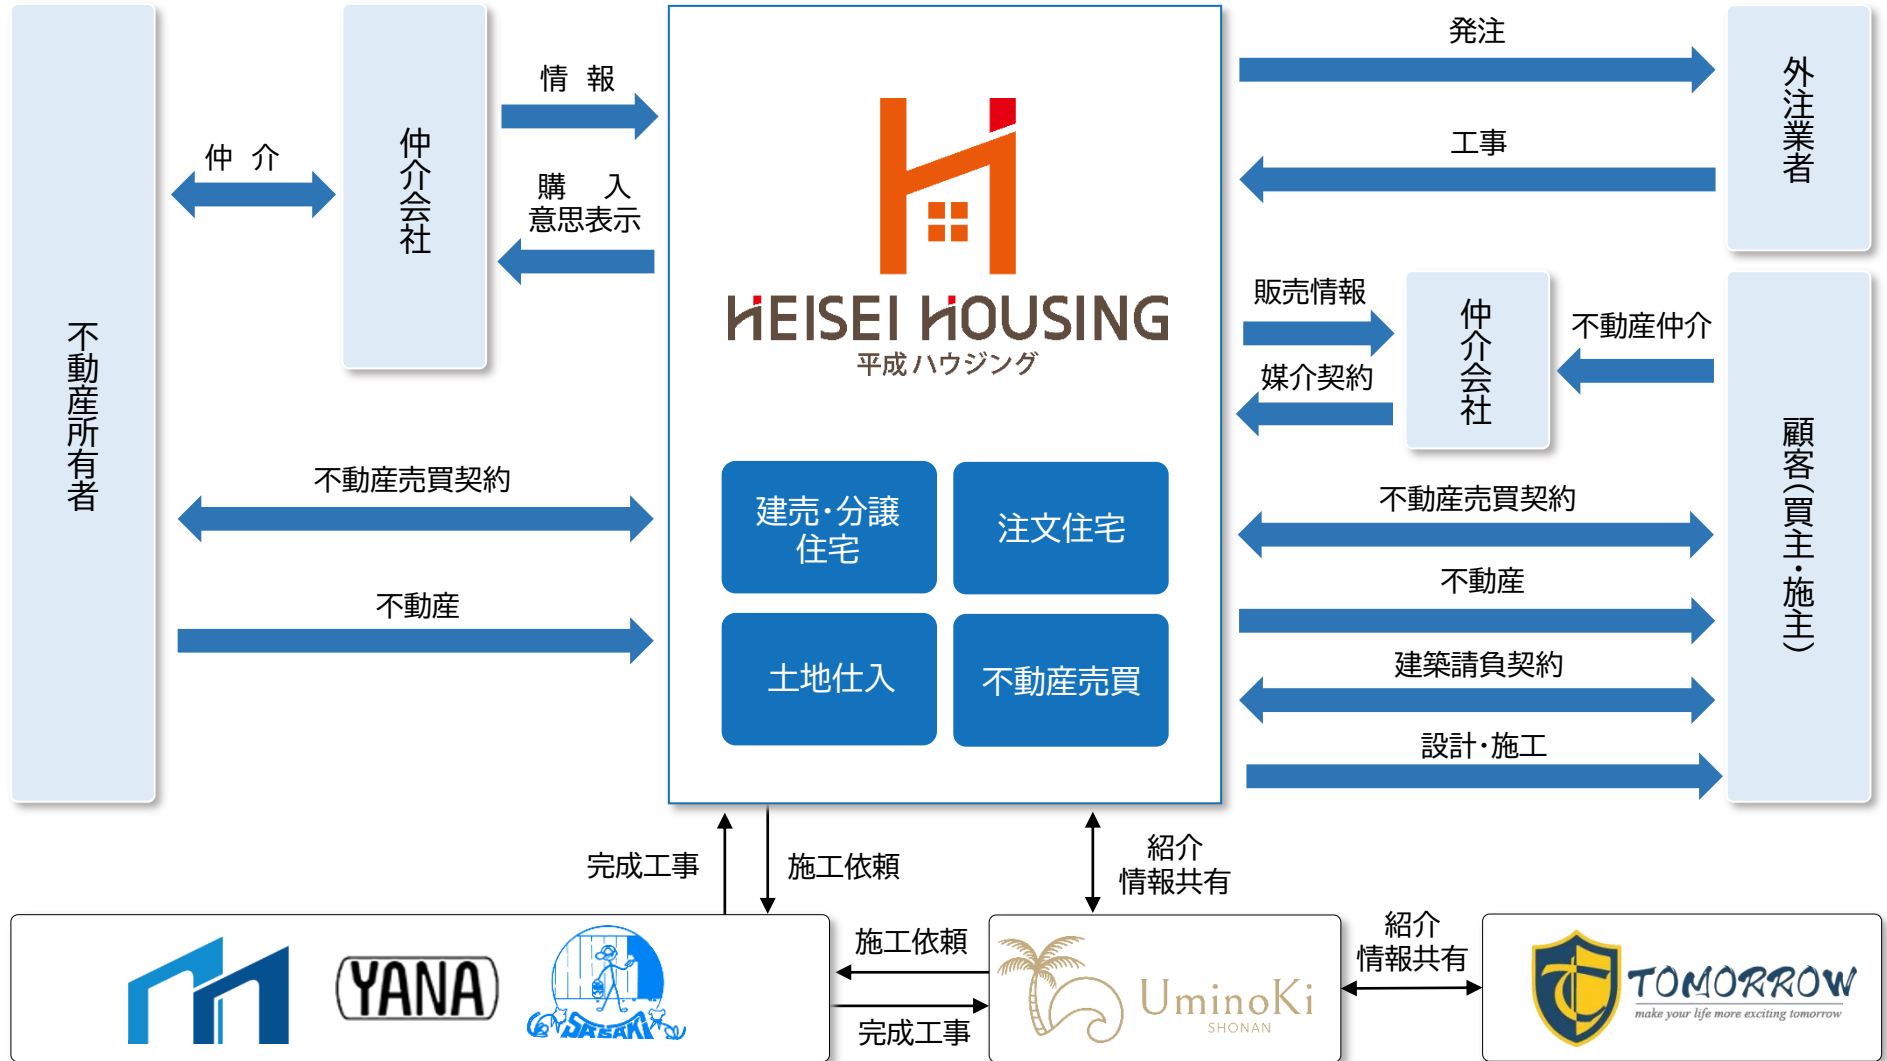 不動産所有者
仲 介
仲介会社
情 報
購 入
意思表示
不動産売買契約
不動産
HEISEI HOUSING
平成ハウジング
建売・分譲
住宅
注文住宅
土地仕入
不動産売買
発注
工事
外注業者
販売情報
媒介契約
仲介会社
不動産仲介
不動産売買契約
不動産
建築請負契約
設計・施工
顧客(買主・施主)
完成工事
施工依頼
紹介
情報共有
YANA
SASAKI
施工依頼
完成工事
UminoKi
SHONAN
紹介
情報共有
TOMORROW
make your life more exciting tomorrow